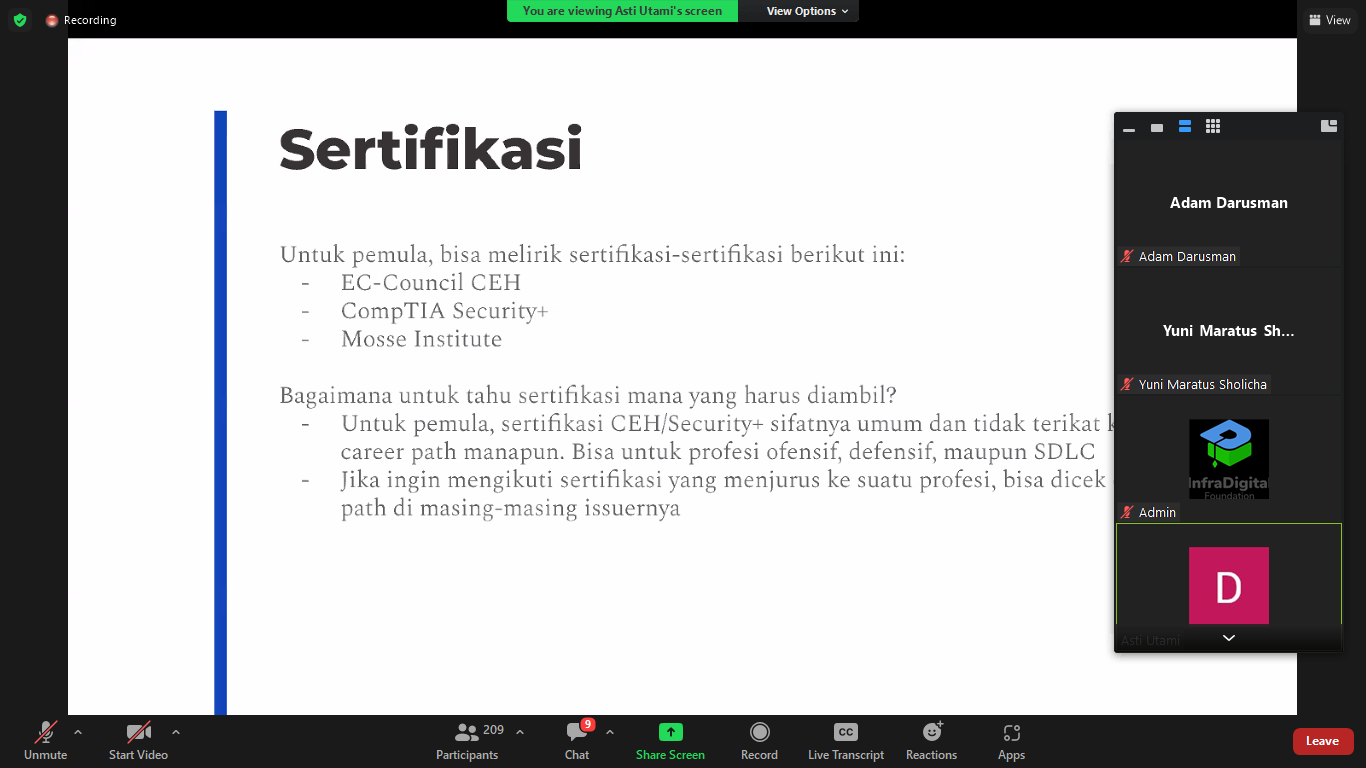 Recording
You are viewing Asti Utami's screen
View Options
View
Sertifikasi
Untuk pemula, bisa melirik sertifikasi-sertifikasi berikut ini:
- EC-Council CEH
- CompTIA Security+
- Mosse Institute
Bagaimana untuk tahu sertifikasi mana yang harus diambil?
- Untuk pemula, sertifikasi CEH/Security+ sifatnya umum dan tidak terikat
career path manapun. Bisa untuk profesi ofensif, defensif, maupun SDLC
- Jika ingin mengikuti sertifikasi yang menjurus ke suatu profesi, bisa dicek
path di masing-masing issuernya
Adam Darusman
Adam Darusman
Yuni Maratus Sh...
Yuni Maratus Sholicha
InfraDigital
Foundation
Admin
D
Asti Utami
Unmute
Start Video
209
Participants
9
Chat
Share Screen
Record
CC
Live Transcript
Reactions
Apps
Leave